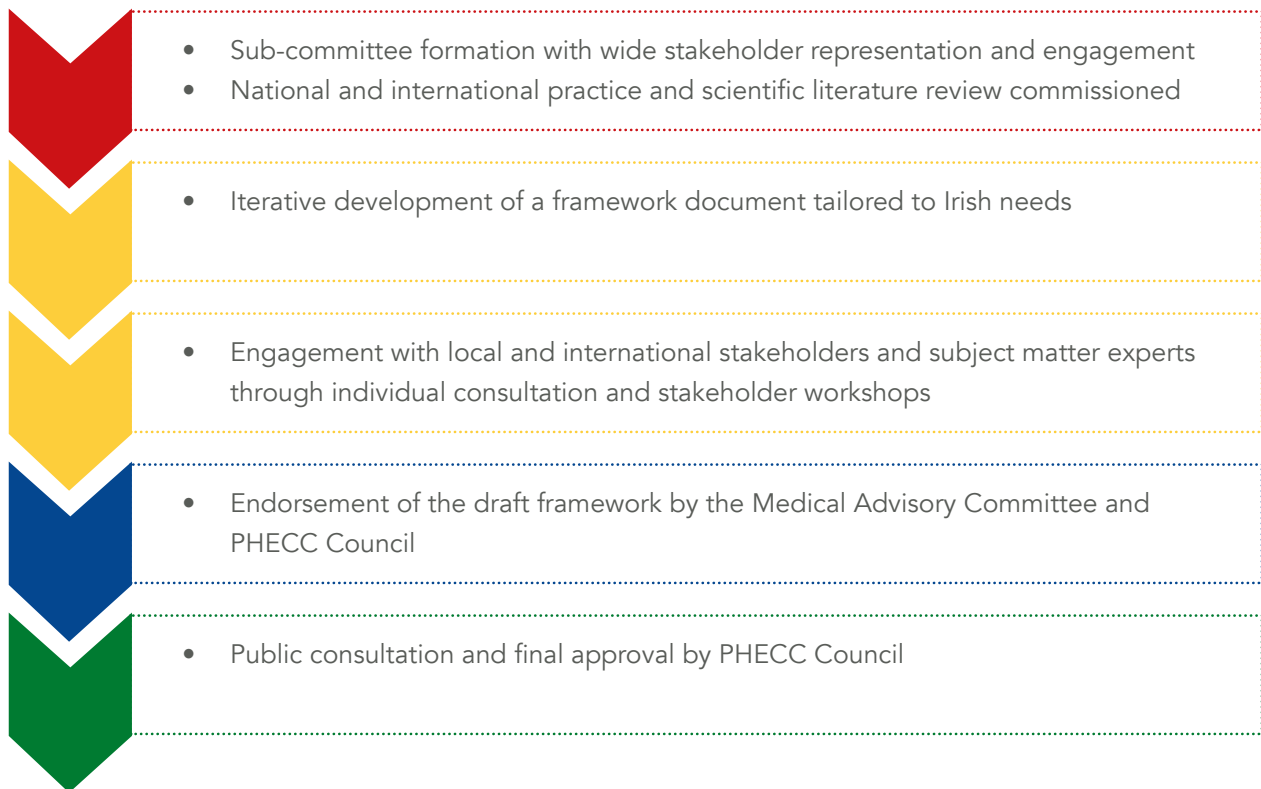 • Sub-committee formation with wide stakeholder representation and engagement
• National and international practice and scientific literature review commissioned
• Iterative development of a framework document tailored to Irish needs
• Engagement with local and international stakeholders and subject matter experts
through individual consultation and stakeholder workshops
• Endorsement of the draft framework by the Medical Advisory Committee and
PHECC Council
• Public consultation and final approval by PHECC Council